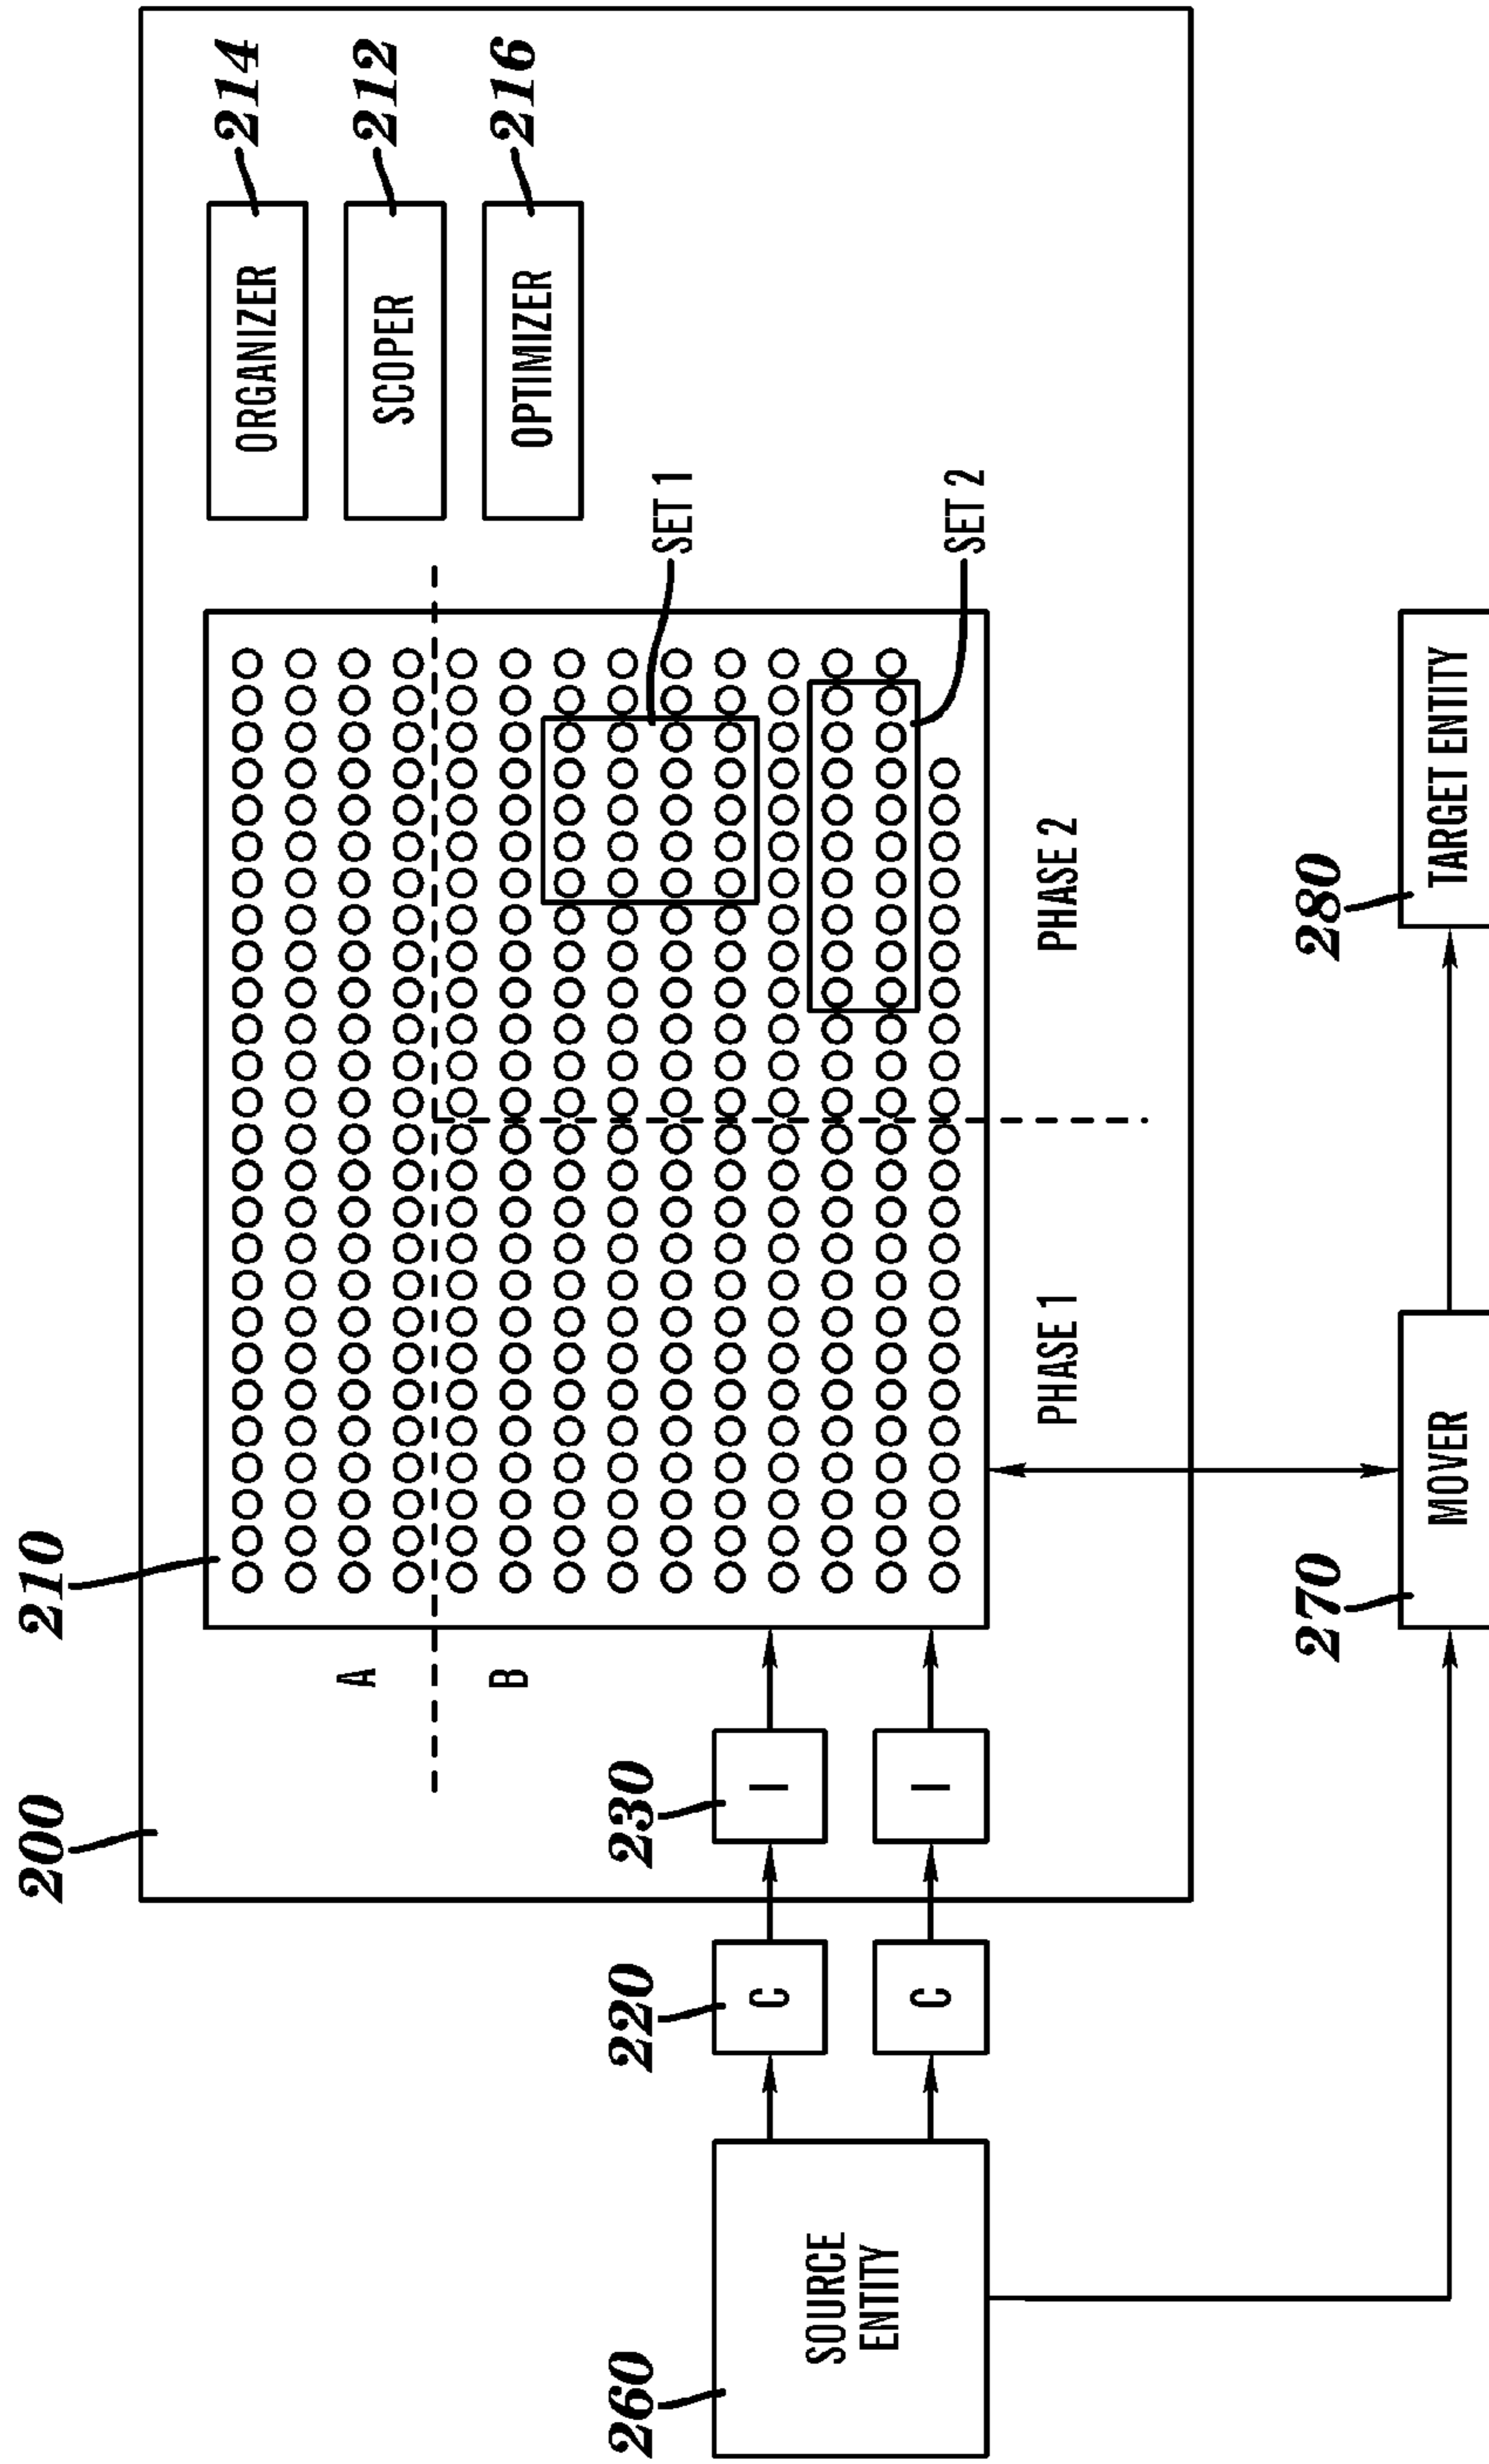 200
210
A
B
ORGANIZER
214
SCOPER
212
OPTIMIZER
216
SET 1
SET 2
260
SOURCE
ENTITY
220
C
C
230
I
I
PHASE 1
PHASE 2
270
MOVER
280
TARGET ENTITY